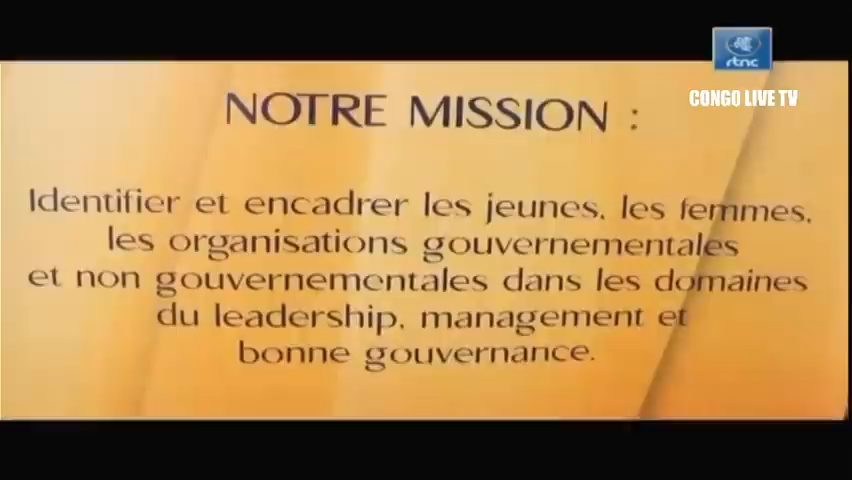 rtnc
CONGO LIVE TV
NOTRE MISSION :
Identifier et encadrer les jeunes, les femmes,
les organisations gouvernementales
et non gouvernementales dans les domaines
du leadership, management et
bonne gouvernance.